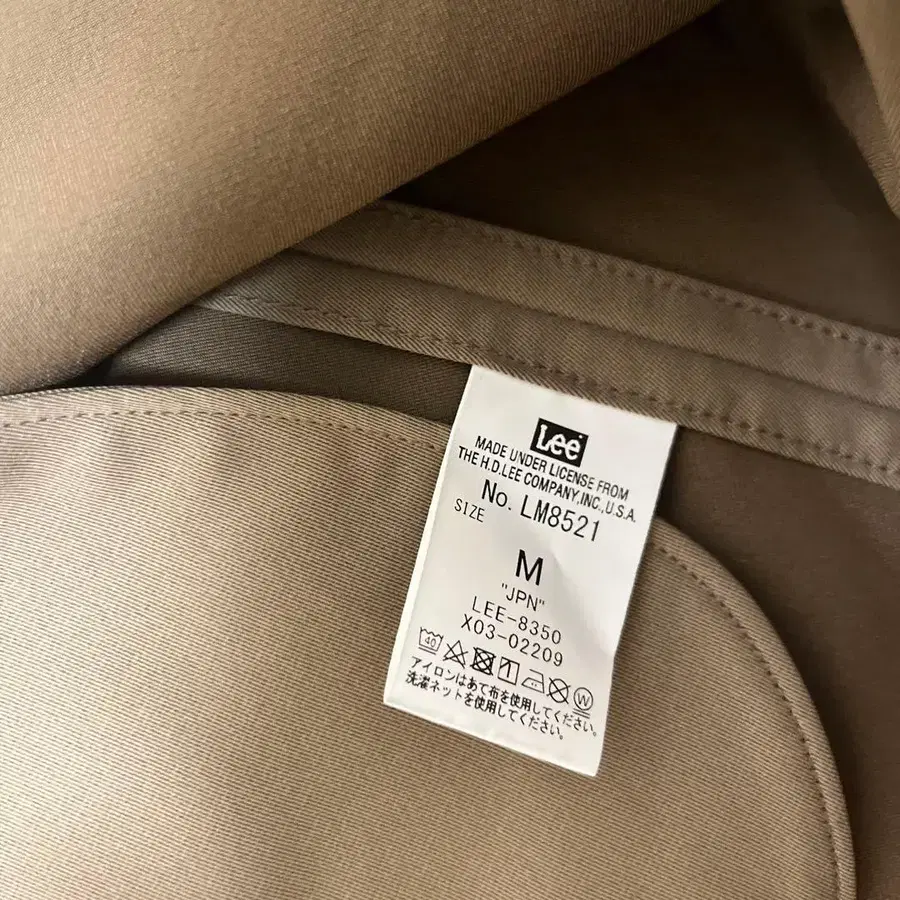 Lee
MADE UNDER LICENSE FROM
THE H.D.LEE COMPANY,INC.,U.S.A.
No. LM8521
SIZE
M
"JPN"
LEE-8350
X03-02209
40
W
アイロンはあて布を使用してください。
洗濯ネットを使用してください。